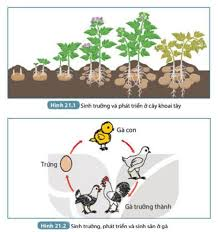 Hình 21.1 Sinh trưởng và phát triển ở cây khoai tây
Gà con
Trứng
Gà trưởng thành
Hình 21.2 Sinh trưởng, phát triển và sinh sản ở gà